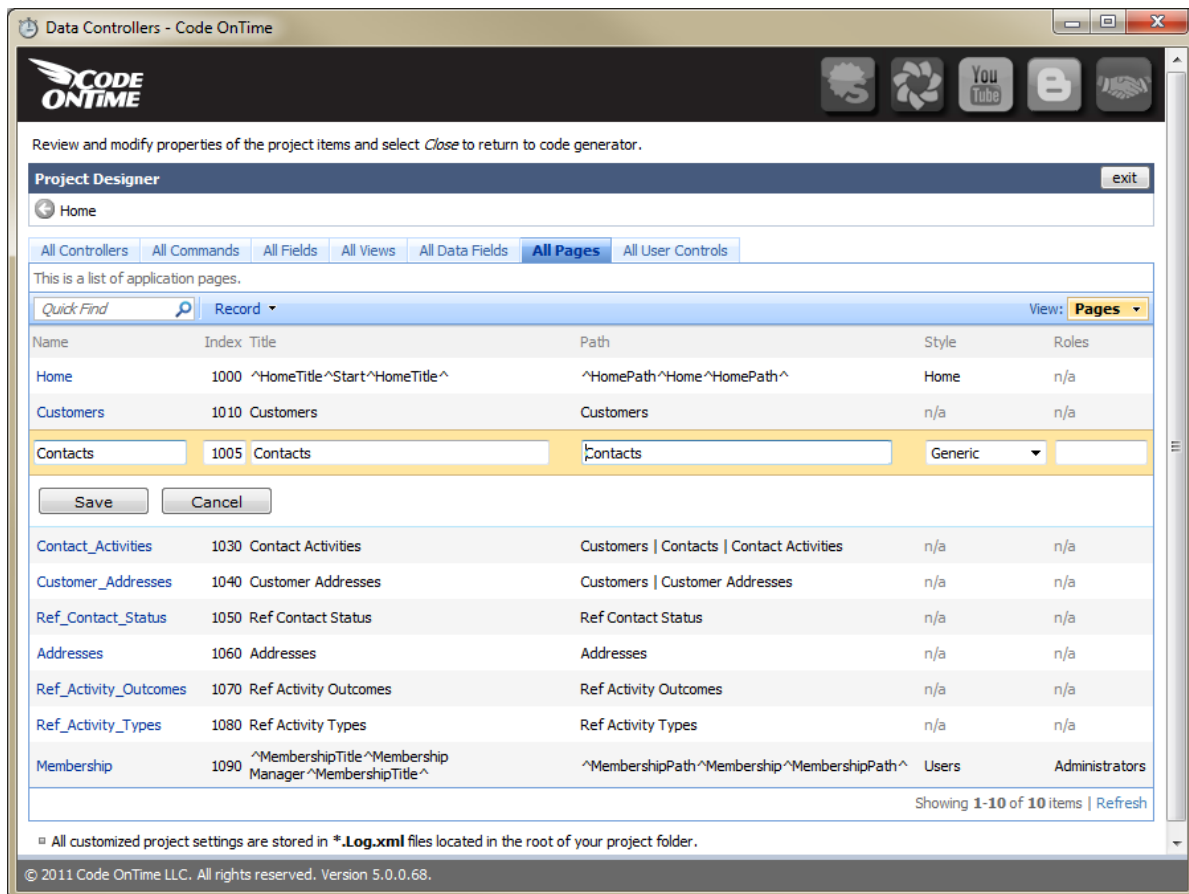 Data Controllers - Code OnTime
CODE
ONTIME
You
Tube
Review and modify properties of the project items and select Close to return to code generator.
Project Designer
exit
Home
All Controllers All Commands All Fields All Views All Data Fields All Pages All User Controls
This is a list of application pages.
Quick Find Record View: Pages
Name Index Title Path Style Roles
Home 1000 ^HomeTitle^Start^HomeTitle^ ^HomePath^Home^HomePath^ Home n/a
Customers 1010 Customers Customers n/a n/a
Contacts 1005 Contacts Contacts Generic
Save Cancel
Contact_Activities 1030 Contact Activities Customers | Contacts | Contact Activities n/a n/a
Customer_Addresses 1040 Customer Addresses Customers | Customer Addresses n/a n/a
Ref_Contact_Status 1050 Ref Contact Status Ref Contact Status n/a n/a
Addresses 1060 Addresses Addresses n/a n/a
Ref_Activity_Outcomes 1070 Ref Activity Outcomes Ref Activity Outcomes n/a n/a
Ref_Activity_Types 1080 Ref Activity Types Ref Activity Types n/a n/a
Membership 1090 ^MembershipTitle^Membership
Manager^MembershipTitle^ ^MembershipPath^Membership^MembershipPath^ Users Administrators
Showing 1-10 of 10 items | Refresh
All customized project settings are stored in *.Log.xml files located in the root of your project folder.
© 2011 Code OnTime LLC. All rights reserved. Version 5.0.0.68.